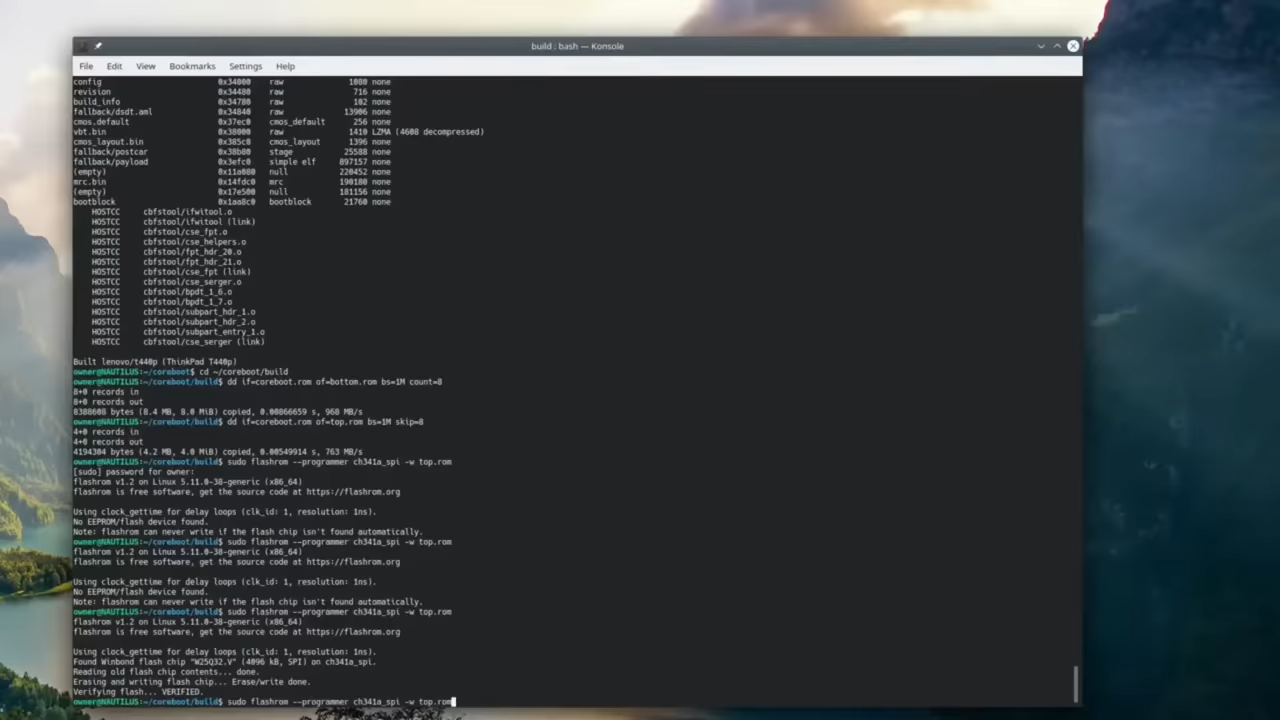 build : bash — Konsole
File Edit View Bookmarks Settings Help
config 0x34000 raw 1080 none
revision 0x34480 raw 716 none
build_info 0x34780 raw 102 none
fallback/dsdt.aml 0x34840 raw 13906 none
cmos.default 0x37ec0 cmos_default 256 none
vbt.bin 0x38000 raw 1410 LZMA (4608 decompressed)
cmos_layout.bin 0x385c0 cmos_layout 1396 none
fallback/postcar 0x38b80 stage 25588 none
fallback/payload 0x3efc0 simple elf 897157 none
(empty) 0x11a080 null 220452 none
mrc.bin 0x14fdc0 mrc 190180 none
(empty) 0x17e500 null 181156 none
bootblock 0x1aa8c0 bootblock 21760 none
HOSTCC cbfstool/ifwitool.o
HOSTCC cbfstool/ifwitool (link)
HOSTCC cbfstool/cse_fpt.o
HOSTCC cbfstool/cse_helpers.o
HOSTCC cbfstool/fpt_hdr_20.o
HOSTCC cbfstool/fpt_hdr_21.o
HOSTCC cbfstool/cse_fpt (link)
HOSTCC cbfstool/cse_serger.o
HOSTCC cbfstool/bpdt_1_6.o
HOSTCC cbfstool/bpdt_1_7.o
HOSTCC cbfstool/subpart_hdr_1.o
HOSTCC cbfstool/subpart_hdr_2.o
HOSTCC cbfstool/subpart_entry_1.o
HOSTCC cbfstool/cse_serger (link)
Built lenovo/t440p (ThinkPad T440p)
owner@NAUTILUS:~/coreboot$ cd ~/coreboot/build
owner@NAUTILUS:~/coreboot/build$ dd if=coreboot.rom of=bottom.rom bs=1M count=8
8+0 records in
8+0 records out
8388608 bytes (8.4 MB, 8.0 MiB) copied, 0.00866659 s, 968 MB/s
owner@NAUTILUS:~/coreboot/build$ dd if=coreboot.rom of=top.rom bs=1M skip=8
4+0 records in
4+0 records out
4194304 bytes (4.2 MB, 4.0 MiB) copied, 0.00549914 s, 763 MB/s
owner@NAUTILUS:~/coreboot/build$ sudo flashrom --programmer ch341a_spi -w top.rom
[sudo] password for owner:
flashrom v1.2 on Linux 5.11.0-38-generic (x86_64)
flashrom is free software, get the source code at https://flashrom.org
Using clock_gettime for delay loops (clk_id: 1, resolution: 1ns).
No EEPROM/flash device found.
Note: flashrom can never write if the flash chip isn't found automatically.
owner@NAUTILUS:~/coreboot/build$ sudo flashrom --programmer ch341a_spi -w top.rom
flashrom v1.2 on Linux 5.11.0-38-generic (x86_64)
flashrom is free software, get the source code at https://flashrom.org
Using clock_gettime for delay loops (clk_id: 1, resolution: 1ns).
No EEPROM/flash device found.
Note: flashrom can never write if the flash chip isn't found automatically.
owner@NAUTILUS:~/coreboot/build$ sudo flashrom --programmer ch341a_spi -w top.rom
flashrom v1.2 on Linux 5.11.0-38-generic (x86_64)
flashrom is free software, get the source code at https://flashrom.org
Using clock_gettime for delay loops (clk_id: 1, resolution: 1ns).
Found Winbond flash chip "W25Q32.V" (4096 kB, SPI) on ch341a_spi.
Reading old flash chip contents... done.
Erasing and writing flash chip... Erase/write done.
Verifying flash... VERIFIED.
owner@NAUTILUS:~/coreboot/build$ sudo flashrom --programmer ch341a_spi -w top.rom